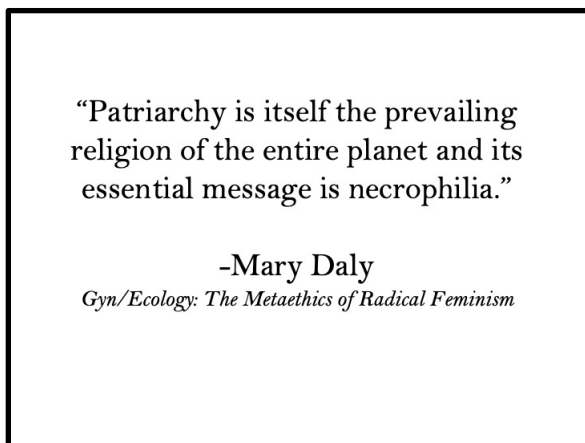 “Patriarchy is itself the prevailing
religion of the entire planet and its
essential message is necrophilia.”
-Mary Daly
Gyn/Ecology: The Metaethics of Radical Feminism